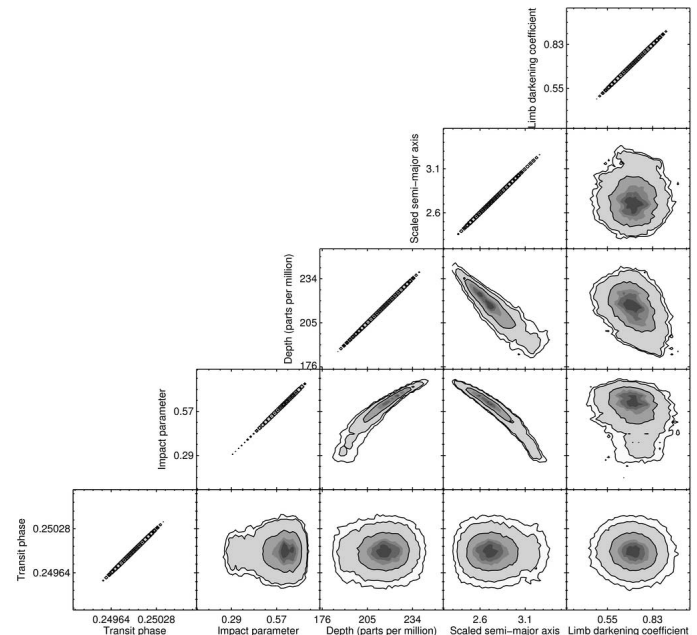 Limb darkening coefficient
0.83
0.55
Scaled semi−major axis
3.1
2.6
Depth (parts per million)
234
205
176
Impact parameter
0.57
0.29
Transit phase
0.25028
0.24964
0.24964 0.25028 0.29 0.57 176 205 234 2.6 3.1 0.55 0.83
Transit phase Impact parameter Depth (parts per million) Scaled semi−major axis Limb darkening coefficient